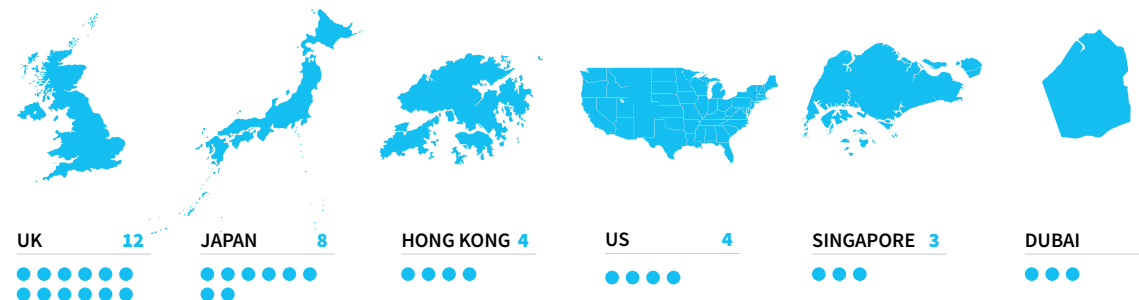 UK 12
JAPAN 8
HONG KONG 4
US 4
SINGAPORE 3
DUBAI